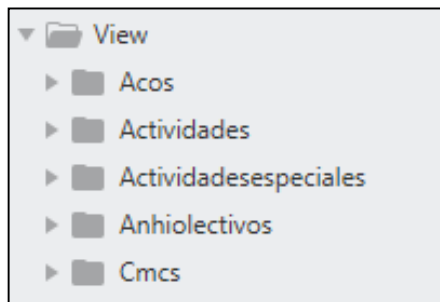 View
Acos
Actividades
Actividadesespeciales
Anhiolectivos
Cmcs